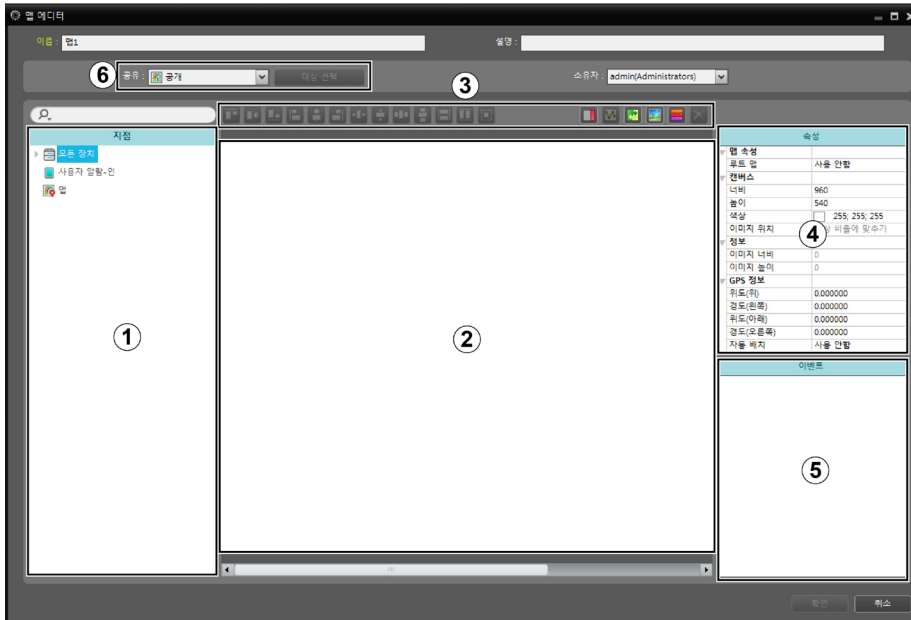 맵 에디터
이름 : 맵1
설명 :
⑥ 공유 : 공개
대상 선택
③
소유자 : admin(Administrators)
지점
모든 장치
사용자 알람-인
맵
①
②
속성
맵 속성
루트 맵 사용 안함
캔버스
너비 960
높이 540
색상 255; 255; 255
이미지 위치 비율에 맞추기
④
정보
이미지 너비 0
이미지 높이 0
GPS 정보
위도(위) 0.000000
경도(왼쪽) 0.000000
위도(아래) 0.000000
경도(오른쪽) 0.000000
자동 배치 사용 안함
이벤트
⑤
확인 취소